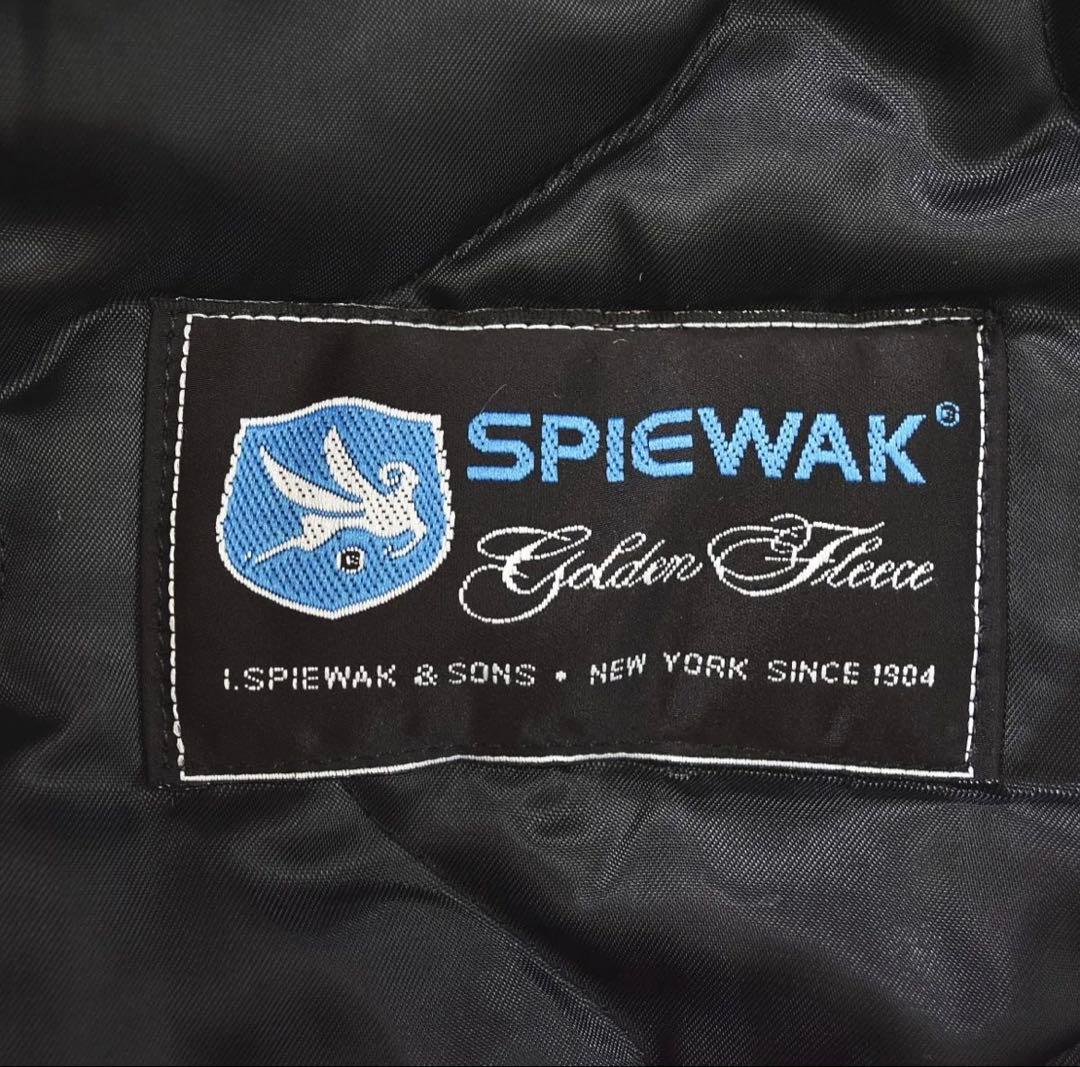 SPIEWAK®
Golden Fleece
I.SPIEWAK & SONS • NEW YORK SINCE 1904